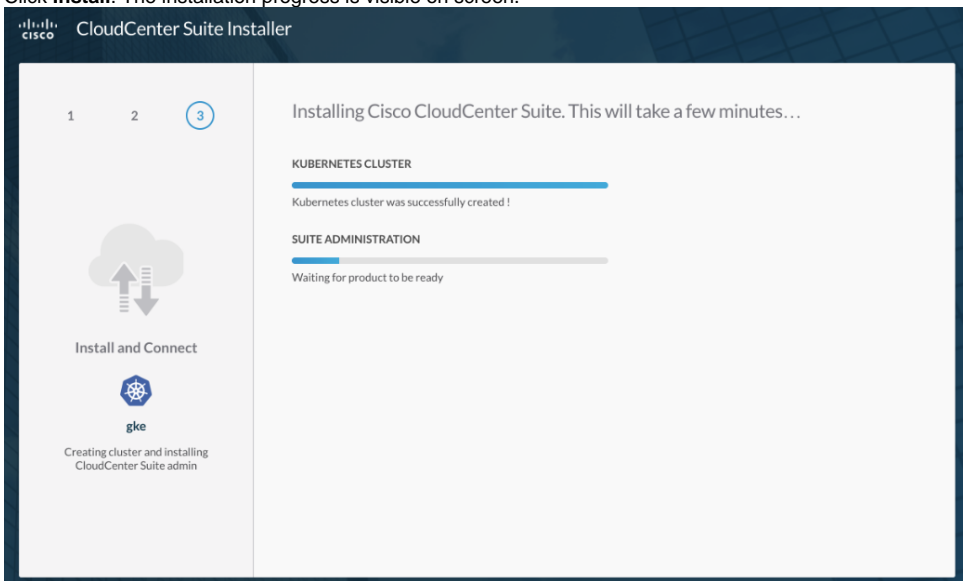 Click Install. The installation progress is visible on screen.
cisco CloudCenter Suite Installer
1 2 3
Installing Cisco CloudCenter Suite. This will take a few minutes...
KUBERNETES CLUSTER
Kubernetes cluster was successfully created !
SUITE ADMINISTRATION
Waiting for product to be ready
Install and Connect
gke
Creating cluster and installing
CloudCenter Suite admin